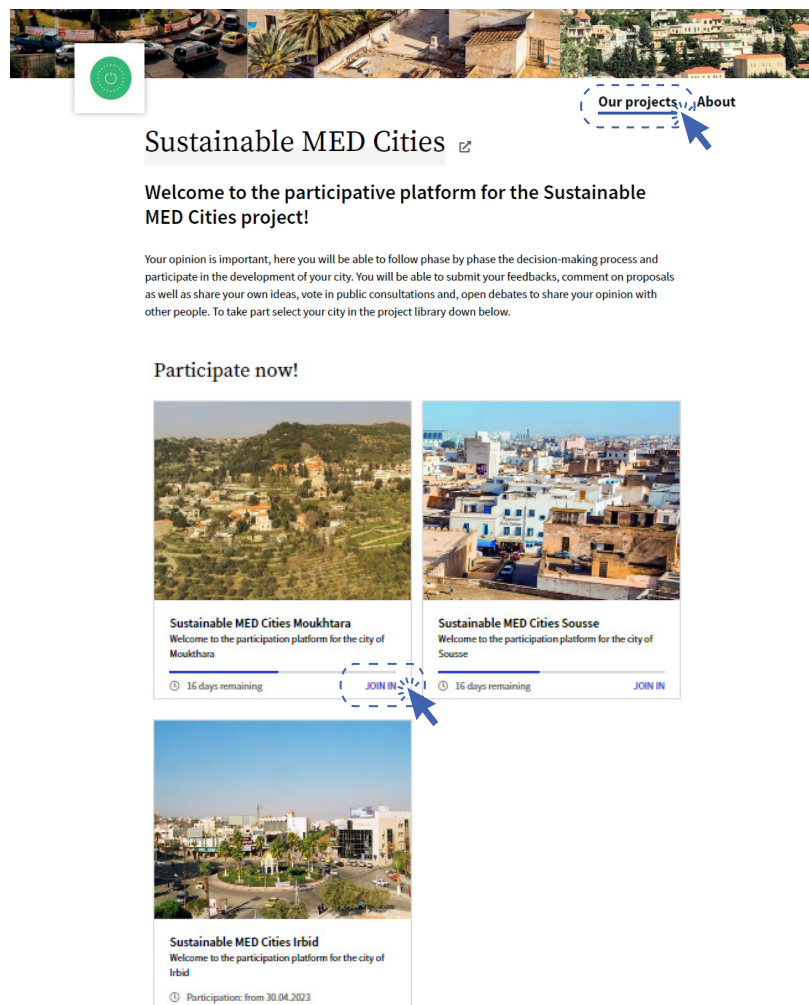 Our projects About
Sustainable MED Cities
Welcome to the participative platform for the Sustainable
MED Cities project!
Your opinion is important, here you will be able to follow phase by phase the decision-making process and
participate in the development of your city. You will be able to submit your feedbacks, comment on proposals
as well as share your own ideas, vote in public consultations and, open debates to share your opinion with
other people. To take part select your city in the project library down below.
Participate now!
Sustainable MED Cities Moukhtara
Welcome to the participation platform for the city of
Moukthara
16 days remaining JOIN IN
Sustainable MED Cities Sousse
Welcome to the participation platform for the city of
Sousse
16 days remaining JOIN IN
Sustainable MED Cities Irbid
Welcome to the participation platform for the city of
Irbid
Participation: from 30.04.2023